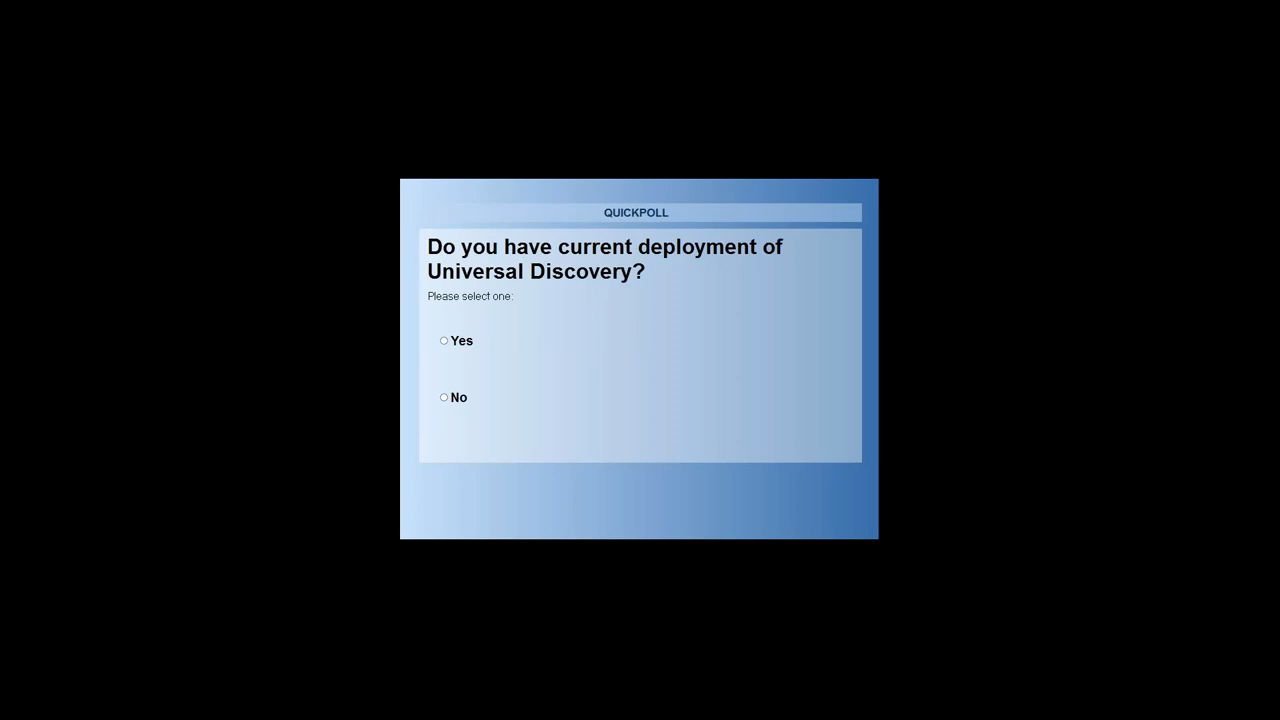 QUICKPOLL
Do you have current deployment of
Universal Discovery?
Please select one:
Yes
No